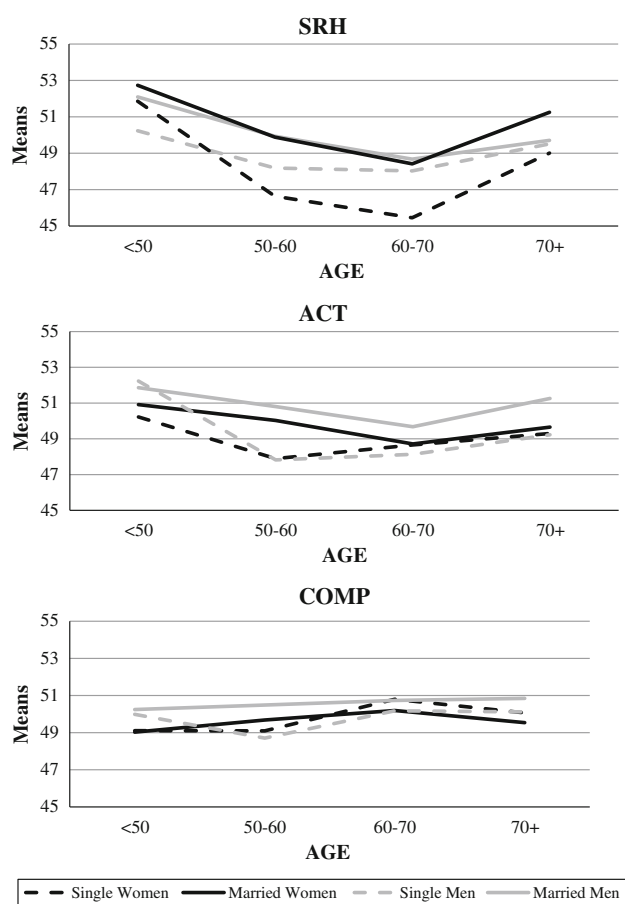 SRH
55
53
51
49
47
45
Means
<50 50-60 60-70 70+
AGE
ACT
55
53
51
49
47
45
Means
<50 50-60 60-70 70+
AGE
COMP
55
53
51
49
47
45
Means
<50 50-60 60-70 70+
AGE
Single Women Married Women Single Men Married Men